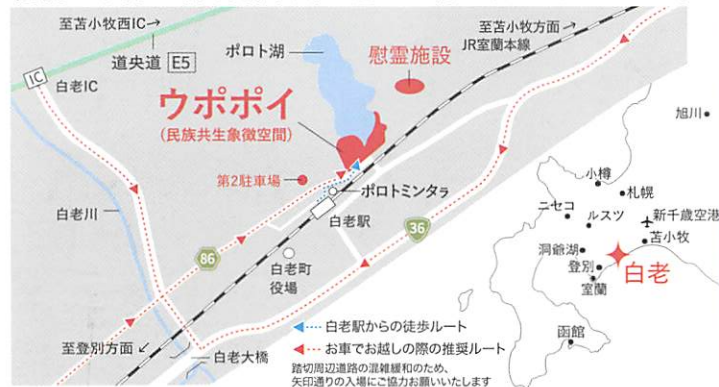 至苫小牧西IC→
道央道 E5
IC
白老IC
ポロト湖
至苫小牧方面→
JR室蘭本線
慰霊施設
ウポポイ
(民族共生象徴空間)
第2駐車場
ポロトミンタㇻ
白老駅
白老川
86
36
白老町
役場
至登別方面
白老大橋
白老駅からの徒歩ルート
お車でお越しの際の推奨ルート
踏切周辺道路の混雑緩和のため、
矢印通りの入場にご協力お願いいたします
旭川
小樽
札幌
ニセコ
ルスツ
新千歳空港
苫小牧
洞爺湖
登別
白老
室蘭
函館